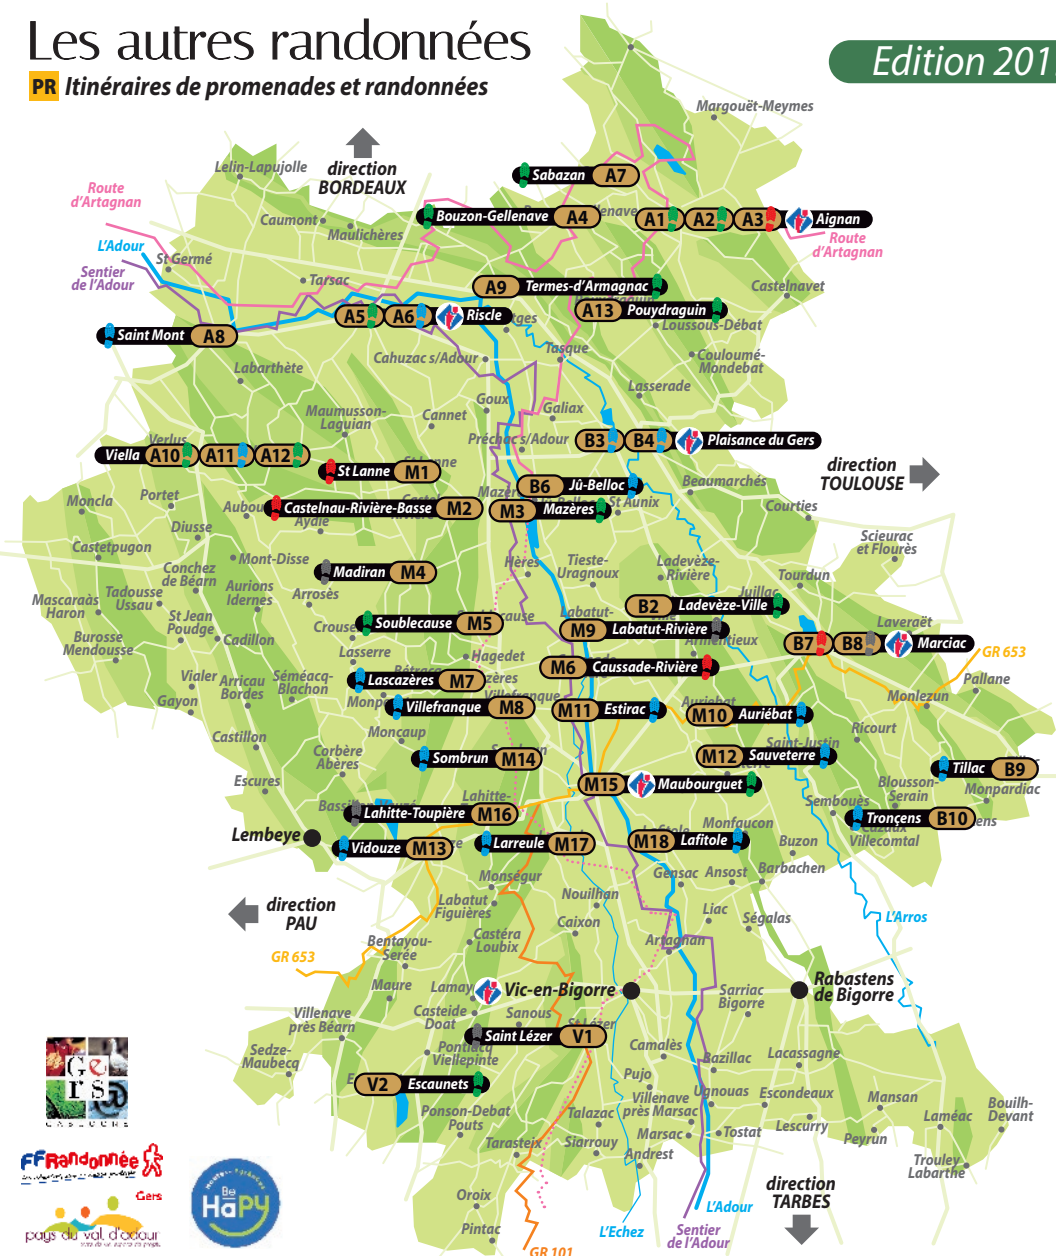 Les autres randonnées
Edition 201
PR Itinéraires de promenades et randonnées
Margouët-Meymes
direction
BORDEAUX
Lelin-Lapujolle
Sabazan A7
Route
d'Artagnan
Caumont
Maulichères
Bouzon-Gellenave A4
A1 A2 A3 Aignan
Route
d'Artagnan
L'Adour
St Germé
Sentier
de l'Adour
Tarsac
A9 Termes-d'Armagnac
Castelnavet
A5 A6 Riscle
A13 Pouydraguin
Loussous-Débat
Saint Mont A8
Tasque
Cahuzac s/Adour
Couloumé-
Mondebat
Labarthète
Lasserade
Goux
Galiax
Maumusson-
Laguian
Cannet
Préchac s/Adour
B3 B4 Plaisance du Gers
Verlus
Viella A10 A11 A12
St Lanne M1
direction
TOULOUSE
B6 Jû-Belloc
Beaumarchés
Moncla
Portet
Castelnau-Rivière-Basse M2
M3 Mazères
St Aunix
Courties
Aydie
Diusse
Scieurac
et Flourès
Castetpugon
Mont-Disse
Conchez
de Béarn
Madiran M4
Hères
Tieste-
Uragnoux
Ladevèze-
Rivière
Tourdun
Tadousse
Ussau
Aurions
Idernes
Arrosès
Juillac
Mascaraàs
Haron
B2 Ladevèze-Ville
St Jean
Poudge
Soublecause M5
Labatut-
M9 Labatut-Rivière
Laveraët
Burosse
Mendousse
Cadillon
Armentieux
B7 B8 Marciac
Lasserre
GR 653
Hagedet
M6 Caussade-Rivière
Vialer
Arricau
Bordes
Séméacq-
Blachon
Lascazères M7
Pallane
Gayon
Villefranque M8
M11 Estirac
M10 Auriébat
Monlezun
Moncaup
Ricourt
Castillon
Corbère
Abères
Sombrun M14
Saint-Justin
M12 Sauveterre
Tillac B9
Escures
M15 Maubourguet
Blousson-
Serain
Monpardiac
Lahitte-
Sembouès
Lahitte-Toupière M16
Tronçens B10
Lembeye
Monfaucon
Cazaux
Villecomtal
Vidouze M13
Larreule M17
M18 Lafitole
Buzon
Monségur
Gensac
Ansost
Barbachen
Nouilhan
Labatut
Figuières
direction
PAU
Liac
Ségalas
L'Arros
Caixon
Castéra
Loubix
Bentayou-
Serée
Artagnan
GR 653
Maure
Lamayou
Vic-en-Bigorre
Sarriac
Bigorre
Rabastens
de Bigorre
Villenave
près Béarn
Casteide
Doat
Sanous
St Lézer
Saint Lézer V1
Sedze-
Maubecq
Pontiacq
Viellepinte
Camalès
Bazillac
Lacassagne
V2 Escaunets
Pujo
Ugnouas
Escondeaux
Mansan
Villenave
près Marsac
Bouilh-
Devant
Ponson-Debat
Pouts
Talazac
Laméac
Lescurry
Marsac
Tostat
Peyrun
Tarasteix
Siarrouy
Andrest
Trouley
Labarthe
direction
TARBES
Oroix
L'Adour
Pintac
L'Echez
Sentier
de l'Adour
GR 101
Gers
FFRandonnée
Gers
pays du val d'adour
Be
HaPy